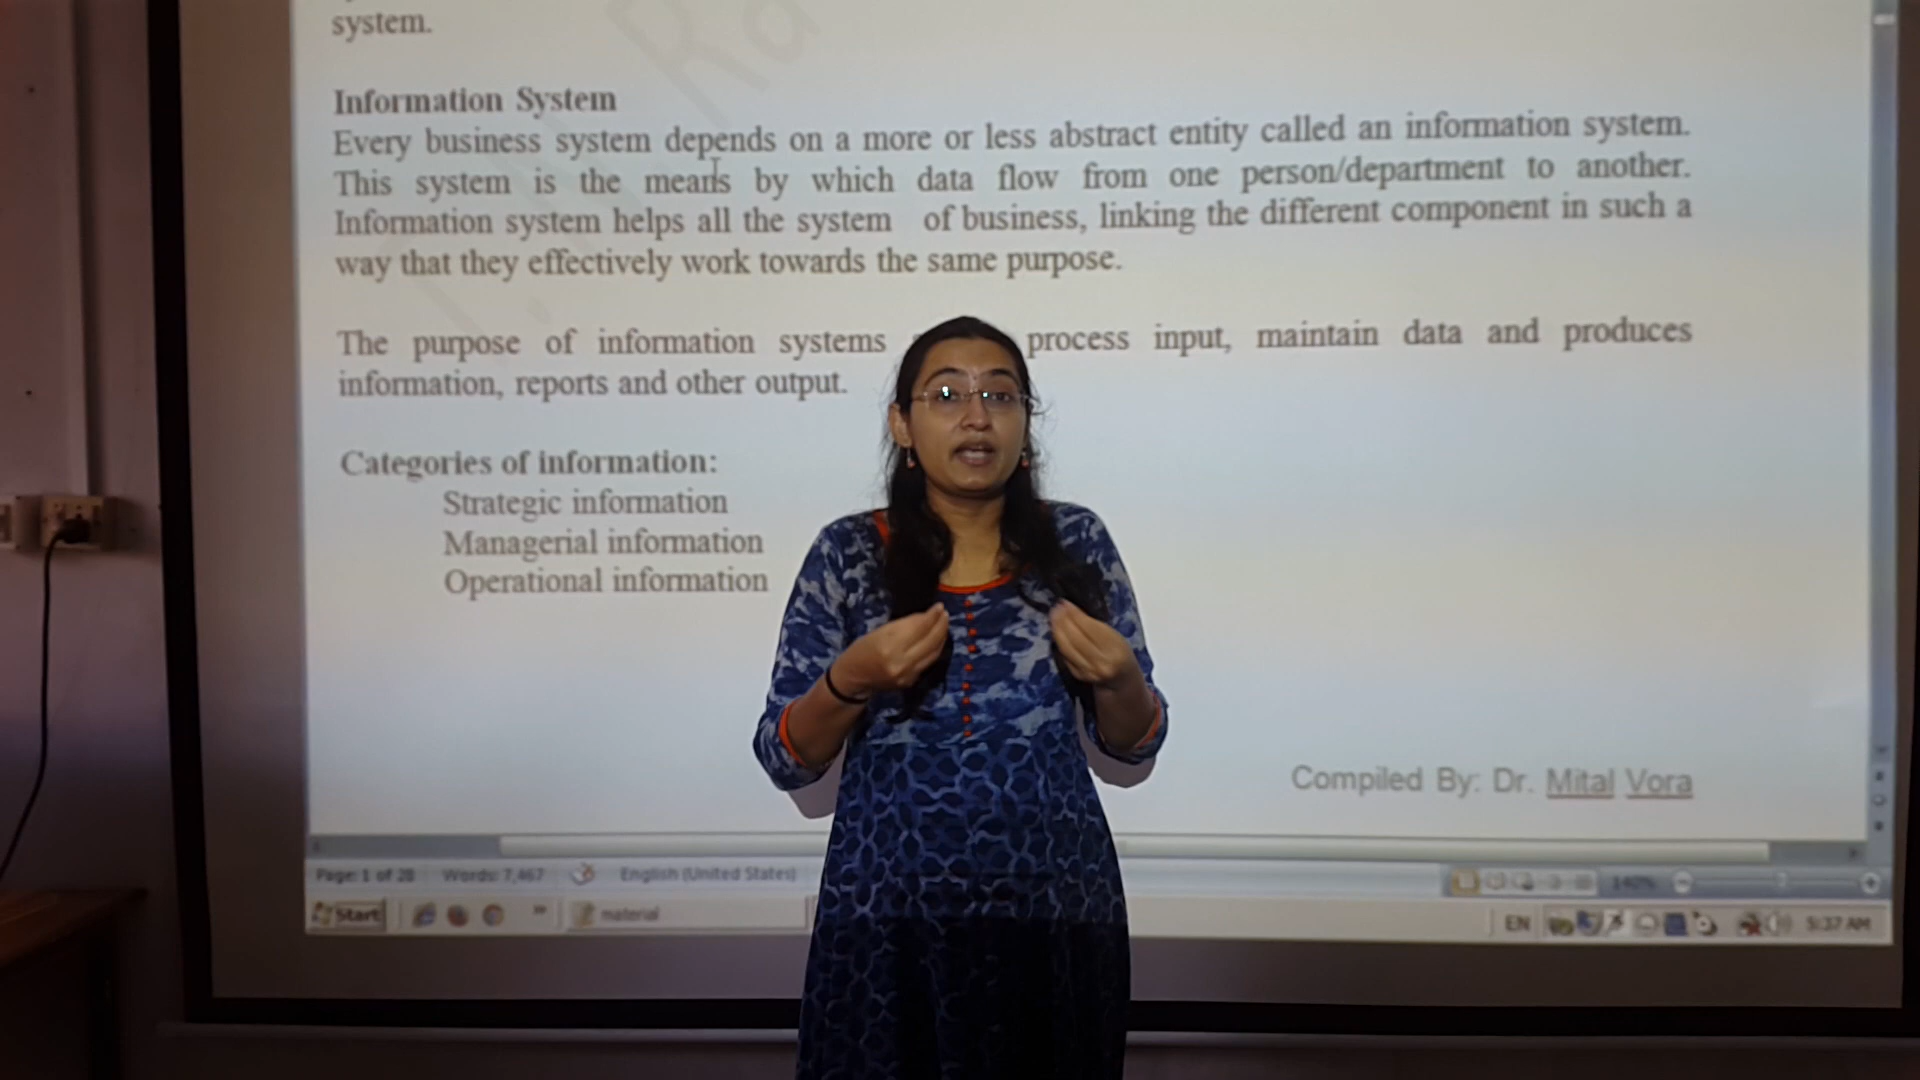 system.
Information System
Every business system depends on a more or less abstract entity called an information system.
This system is the means by which data flow from one person/department to another.
Information system helps all the system of business, linking the different component in such a
way that they effectively work towards the same purpose.
The purpose of information systems process input, maintain data and produces
information, reports and other output.
Categories of information:
Strategic information
Managerial information
Operational information
Compiled By: Dr. Mital Vora
Page: 1 of 28 Words: 7,467 English (United States) 140%
Start material EN 5:37 AM